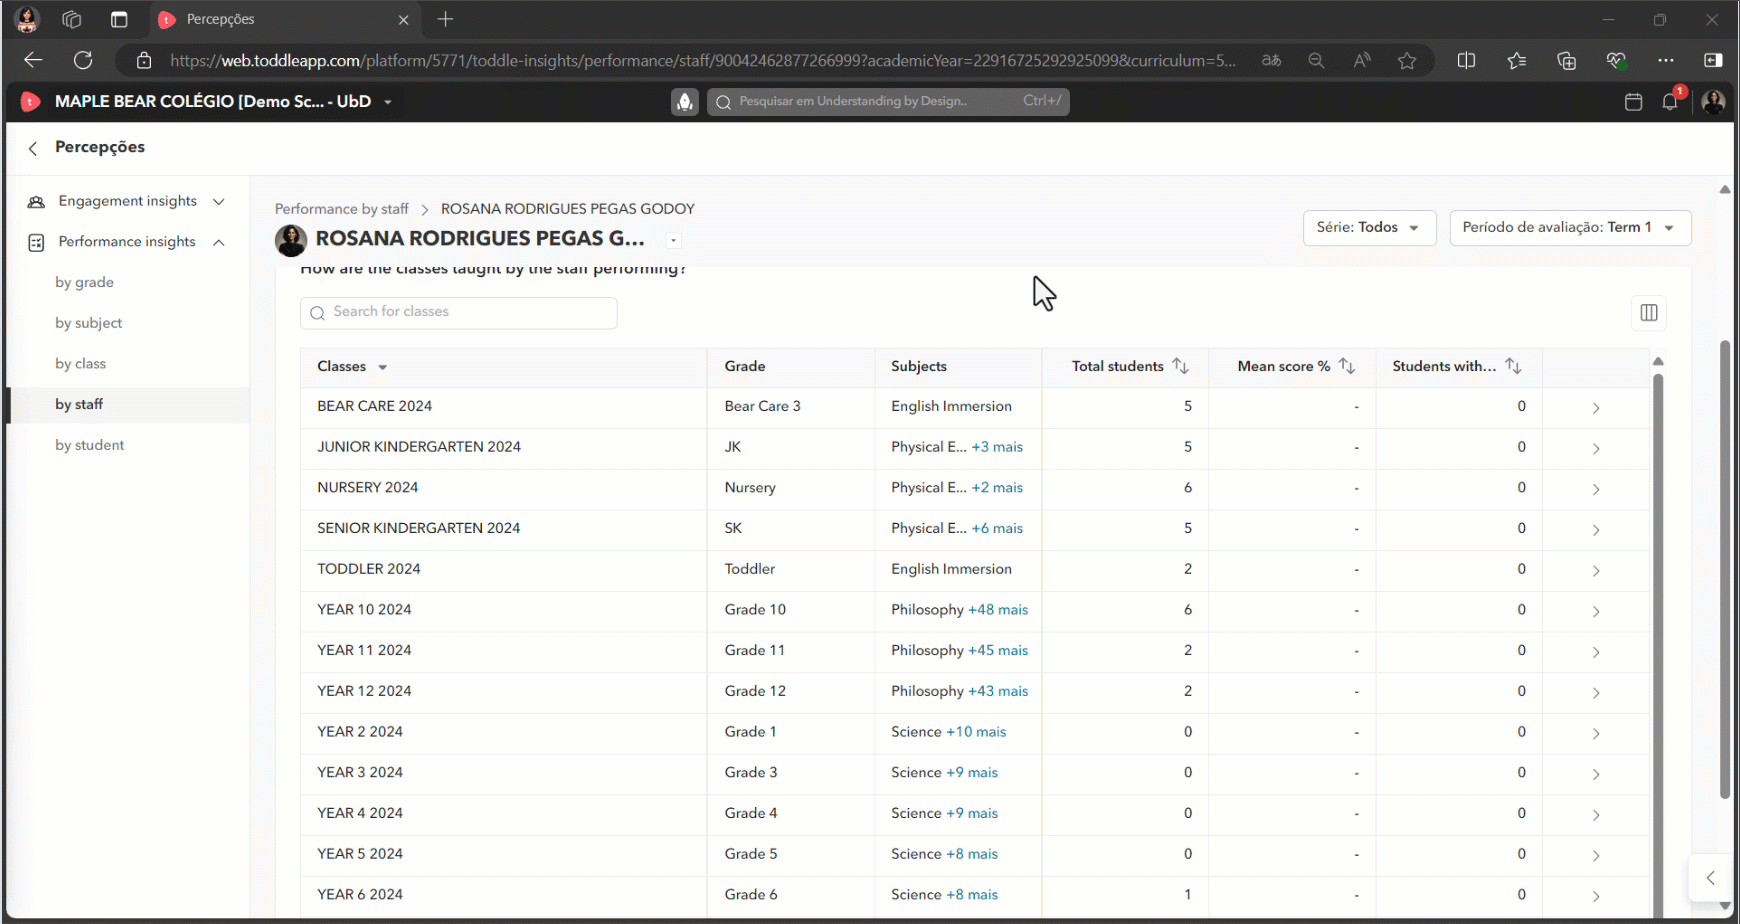 Percepções
https://web.toddleapp.com/platform/5771/toddle-insights/performance/staff/900424628772669​99?academicYear=22916725292925099&curriculum=5...
MAPLE BEAR COLÉGIO [Demo Sc... - UbD
Pesquisar em Understanding by Design.. Ctrl+/
1
Percepções
Engagement insights
Performance insights
by grade
by subject
by class
by staff
by student
Performance by staff > ROSANA RODRIGUES PEGAS GODOY
ROSANA RODRIGUES PEGAS G...
Série: Todos
Período de avaliação: Term 1
How are the classes taught by the staff performing?
Search for classes
Classes Grade Subjects Total students Mean score % Students with...
BEAR CARE 2024 Bear Care 3 English Immersion 5 - 0
JUNIOR KINDERGARTEN 2024 JK Physical E... +3 mais 5 - 0
NURSERY 2024 Nursery Physical E... +2 mais 6 - 0
SENIOR KINDERGARTEN 2024 SK Physical E... +6 mais 5 - 0
TODDLER 2024 Toddler English Immersion 2 - 0
YEAR 10 2024 Grade 10 Philosophy +48 mais 6 - 0
YEAR 11 2024 Grade 11 Philosophy +45 mais 2 - 0
YEAR 12 2024 Grade 12 Philosophy +43 mais 2 - 0
YEAR 2 2024 Grade 1 Science +10 mais 0 - 0
YEAR 3 2024 Grade 3 Science +9 mais 0 - 0
YEAR 4 2024 Grade 4 Science +9 mais 0 - 0
YEAR 5 2024 Grade 5 Science +8 mais 0 - 0
YEAR 6 2024 Grade 6 Science +8 mais 1 - 0